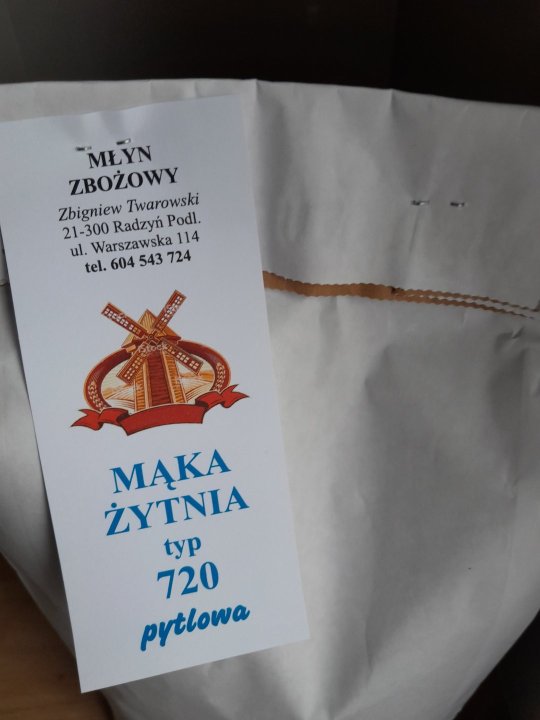 MŁYN
ZBOŻOWY
Zbigniew Twarowski
21-300 Radzyń Podl.
ul. Warszawska 114
tel. 604 543 724
iStock
MĄKA
ŻYTNIA
typ
720
pytlowa